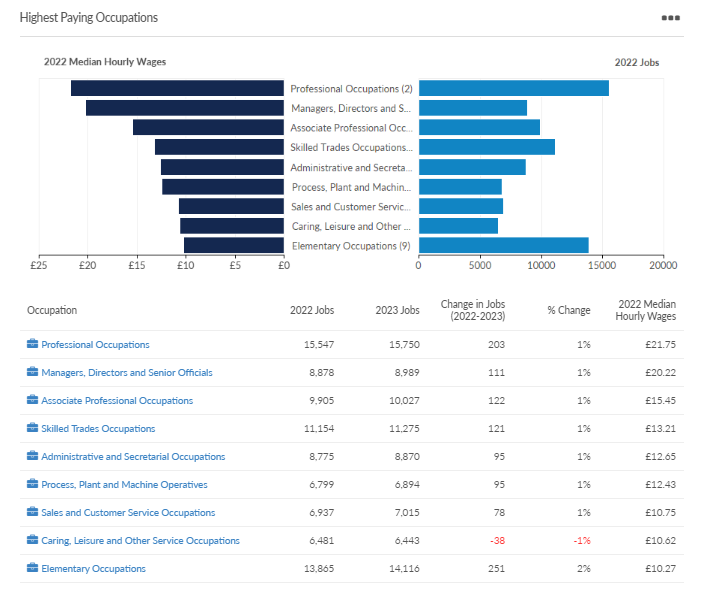 Highest Paying Occupations
2022 Median Hourly Wages
2022 Jobs
Professional Occupations (2)
Managers, Directors and S...
Associate Professional Occ...
Skilled Trades Occupations...
Administrative and Secreta...
Process, Plant and Machin...
Sales and Customer Servic...
Caring, Leisure and Other ...
Elementary Occupations (9)
£25 £20 £15 £10 £5 £0 0 5000 10000 15000 20000
Occupation 2022 Jobs 2023 Jobs Change in Jobs (2022-2023) % Change 2022 Median Hourly Wages
Professional Occupations 15,547 15,750 203 1% £21.75
Managers, Directors and Senior Officials 8,878 8,989 111 1% £20.22
Associate Professional Occupations 9,905 10,027 122 1% £15.45
Skilled Trades Occupations 11,154 11,275 121 1% £13.21
Administrative and Secretarial Occupations 8,775 8,870 95 1% £12.65
Process, Plant and Machine Operatives 6,799 6,894 95 1% £12.43
Sales and Customer Service Occupations 6,937 7,015 78 1% £10.75
Caring, Leisure and Other Service Occupations 6,481 6,443 -38 -1% £10.62
Elementary Occupations 13,865 14,116 251 2% £10.27